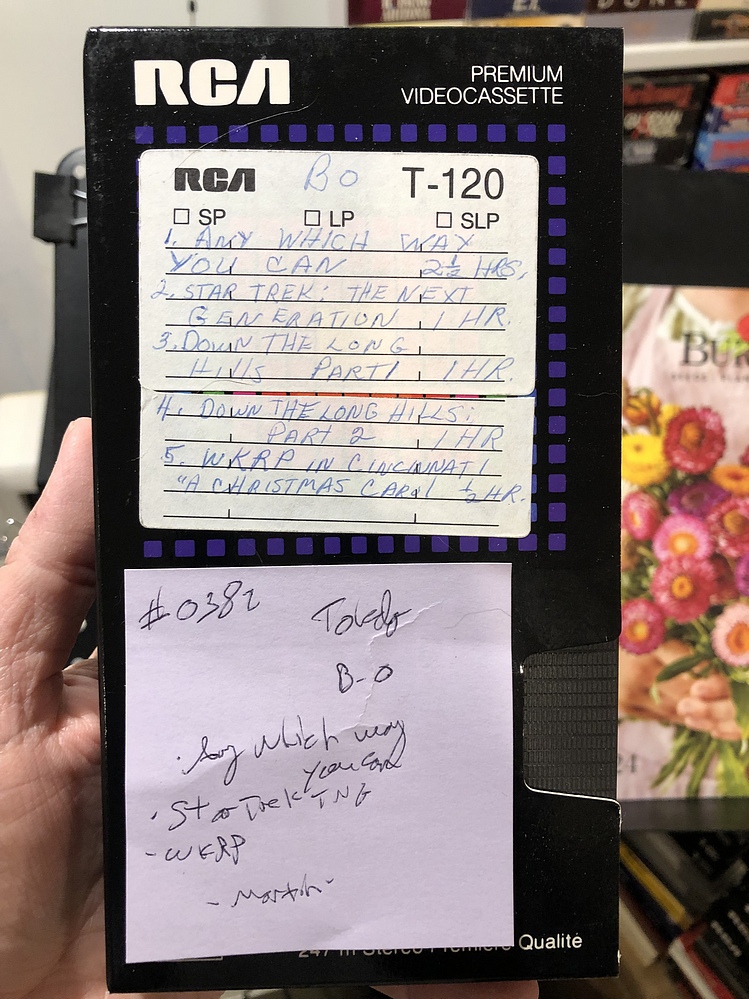 RCA
PREMIUM
VIDEOCASSETTE
RCA BO T-120
SP LP SLP
1. ANY WHICH WAY
YOU CAN 2½ HRS,
2. STAR TREK: THE NEXT
GENERATION 1 HR.
3. DOWN THE LONG
HILLS PART 1 1 HR.
4. DOWN THE LONG HILLS:
PART 2 1 HR
5. WKRP IN CINCINNATI
"A CHRISTMAS CAROL ½ HR.
#0382
Toledo
B-O
· Any Which way
you can
· Star Trek TNG
- WKRP
Qualité
BUR
24